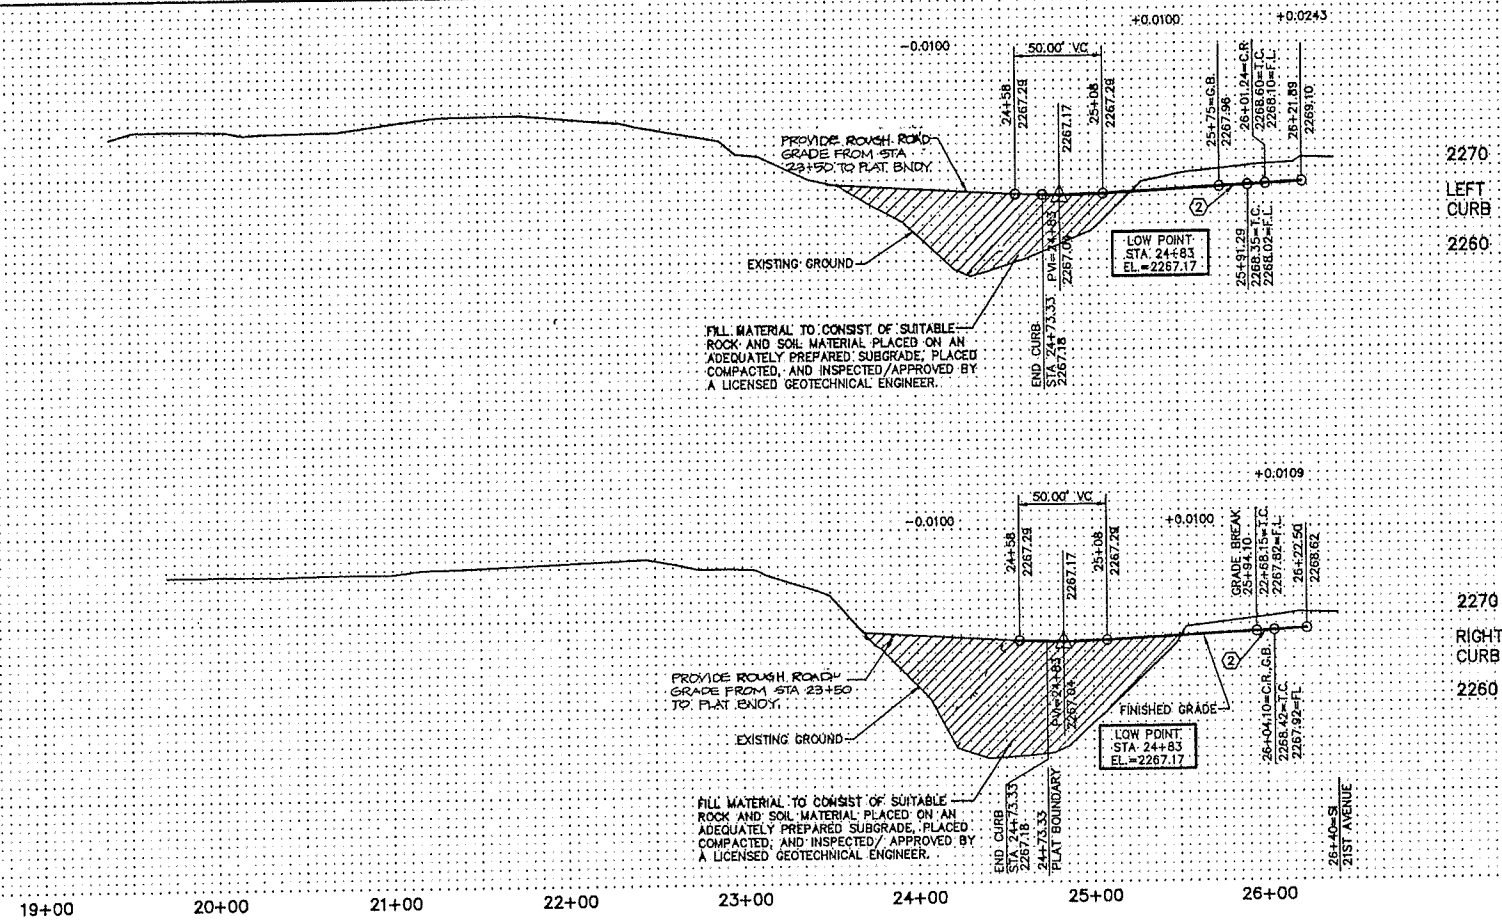 +0.0100
+0.0243
-0.0100
50.00' VC
24+58
2267.29
2267.17
25+08
2267.29
25+75=G.B.
2267.96
26+01.24=C.R
2268.60=T.C.
2268.10=F.L.
26+21.89
2269.10
PROVIDE ROUGH ROAD
GRADE FROM STA
23+50 TO PLAT BNDY.
2270
LEFT
CURB
2260
2
LOW POINT
STA. 24+83
EL.=2267.17
EXISTING GROUND
PVI=24+83
END CURB
STA 24+73.33
2267.18
25+91.29
2268.35=T.C.
2268.02=F.L.
FILL MATERIAL TO CONSIST OF SUITABLE
ROCK AND SOIL MATERIAL PLACED ON AN
ADEQUATELY PREPARED SUBGRADE, PLACED
COMPACTED, AND INSPECTED/APPROVED BY
A LICENSED GEOTECHNICAL ENGINEER.
+0.0109
50.00' VC
-0.0100
+0.0100
24+58
2267.29
2267.17
25+08
2267.29
GRADE BREAK
25+94.10
22+68.15=T.C.
2267.82=F.L.
26+22.50
2268.62
2270
RIGHT
CURB
2260
2
PROVIDE ROUGH ROAD
GRADE FROM STA 23+50
TO PLAT BNDY.
PVI=24+83
2267.04
FINISHED GRADE
EXISTING GROUND
LOW POINT
STA 24+83
EL.=2267.17
26+04.10=C.R.,G.B.
2268.42=T.C.
2267.92=FL
FILL MATERIAL TO CONSIST OF SUITABLE
ROCK AND SOIL MATERIAL PLACED ON AN
ADEQUATELY PREPARED SUBGRADE, PLACED
COMPACTED, AND INSPECTED/ APPROVED BY
A LICENSED GEOTECHNICAL ENGINEER.
END CURB
STA 24+73.33
2267.18
24+73.33
PLAT BOUNDARY
26+40=SI
21ST AVENUE
19+00
20+00
21+00
22+00
23+00
24+00
25+00
26+00